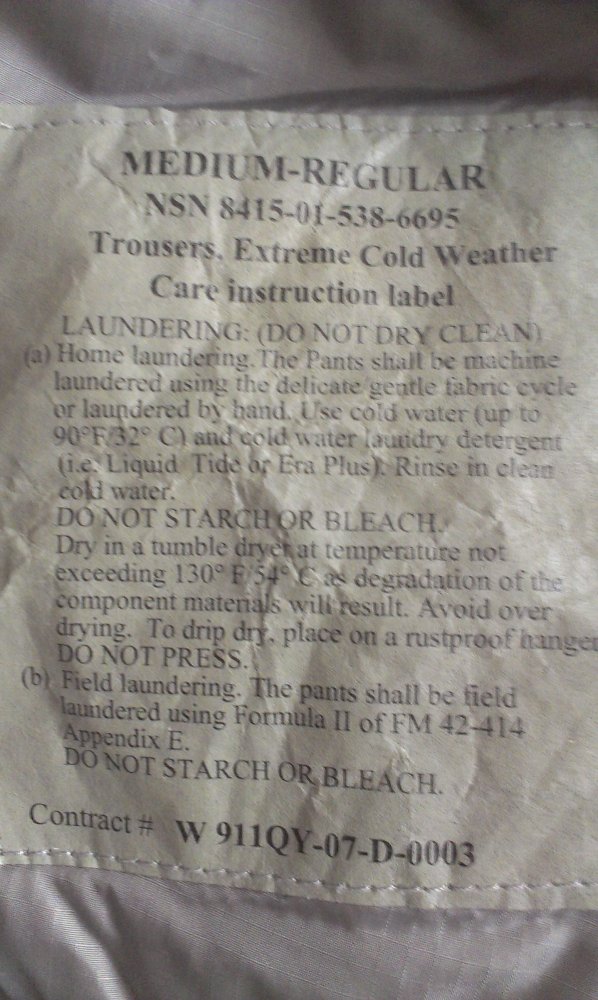 MEDIUM-REGULAR
NSN 8415-01-538-6695
Trousers, Extreme Cold Weather
Care instruction label
LAUNDERING: (DO NOT DRY CLEAN)
(a) Home laundering. The Pants shall be machine
laundered using the delicate/gentle fabric cycle
or laundered by hand. Use cold water (up to
90°F/32° C) and cold water laundry detergent
(i.e. Liquid Tide or Era Plus). Rinse in clean
cold water.
DO NOT STARCH OR BLEACH.
Dry in a tumble dryer at temperature not
exceeding 130° F/54° C as degradation of the
component materials will result. Avoid over
drying. To drip dry, place on a rustproof hanger
DO NOT PRESS.
(b) Field laundering. The pants shall be field
laundered using Formula II of FM 42-414
Appendix E.
DO NOT STARCH OR BLEACH.
Contract # W 911QY-07-D-0003